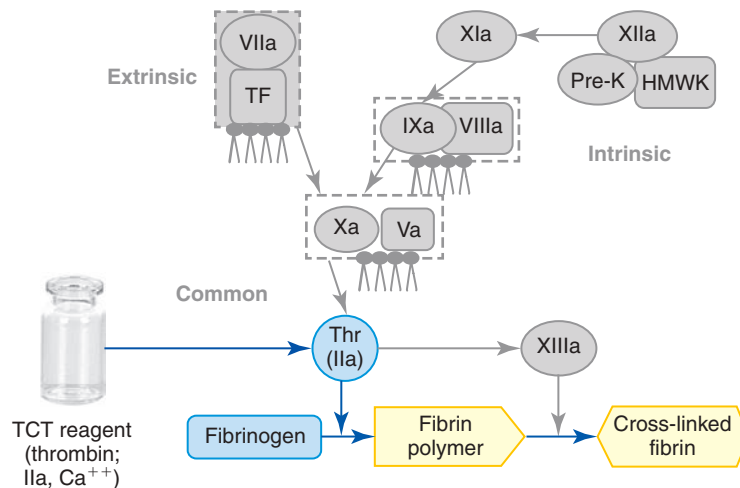 VIIa
XIa
XIIa
Extrinsic
TF
Pre-K
HMWK
IXa
VIIIa
Intrinsic
Xa
Va
Common
Thr
(IIa)
XIIIa
TCT reagent
(thrombin;
IIa, Ca++)
Fibrinogen
Fibrin
polymer
Cross-linked
fibrin